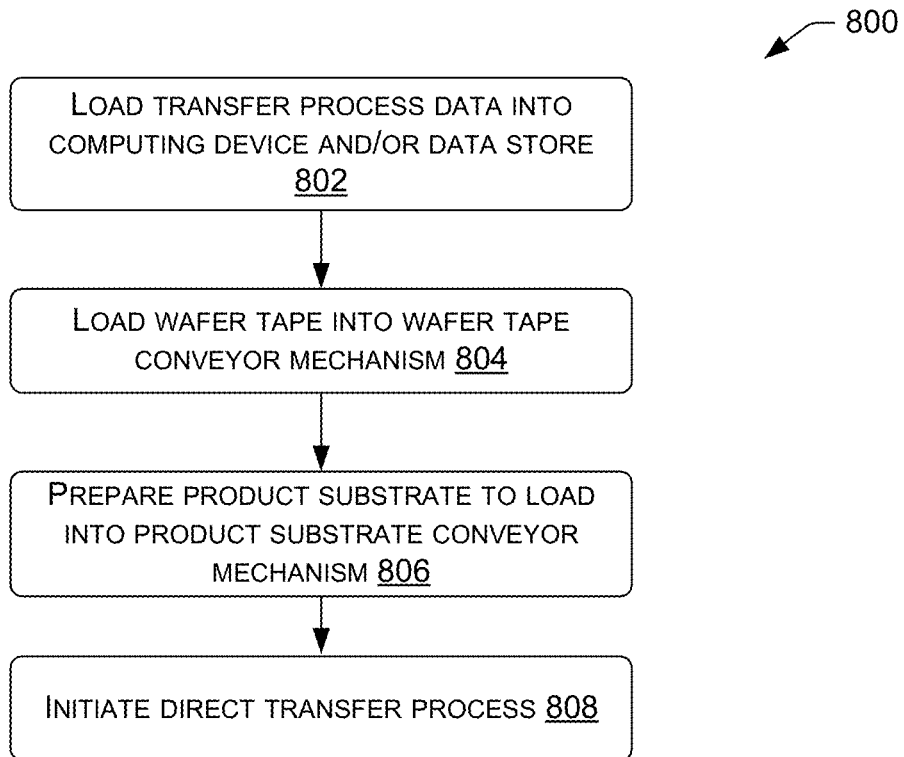 800
LOAD TRANSFER PROCESS DATA INTO
COMPUTING DEVICE AND/OR DATA STORE
802
LOAD WAFER TAPE INTO WAFER TAPE
CONVEYOR MECHANISM 804
PREPARE PRODUCT SUBSTRATE TO LOAD
INTO PRODUCT SUBSTRATE CONVEYOR
MECHANISM 806
INITIATE DIRECT TRANSFER PROCESS 808